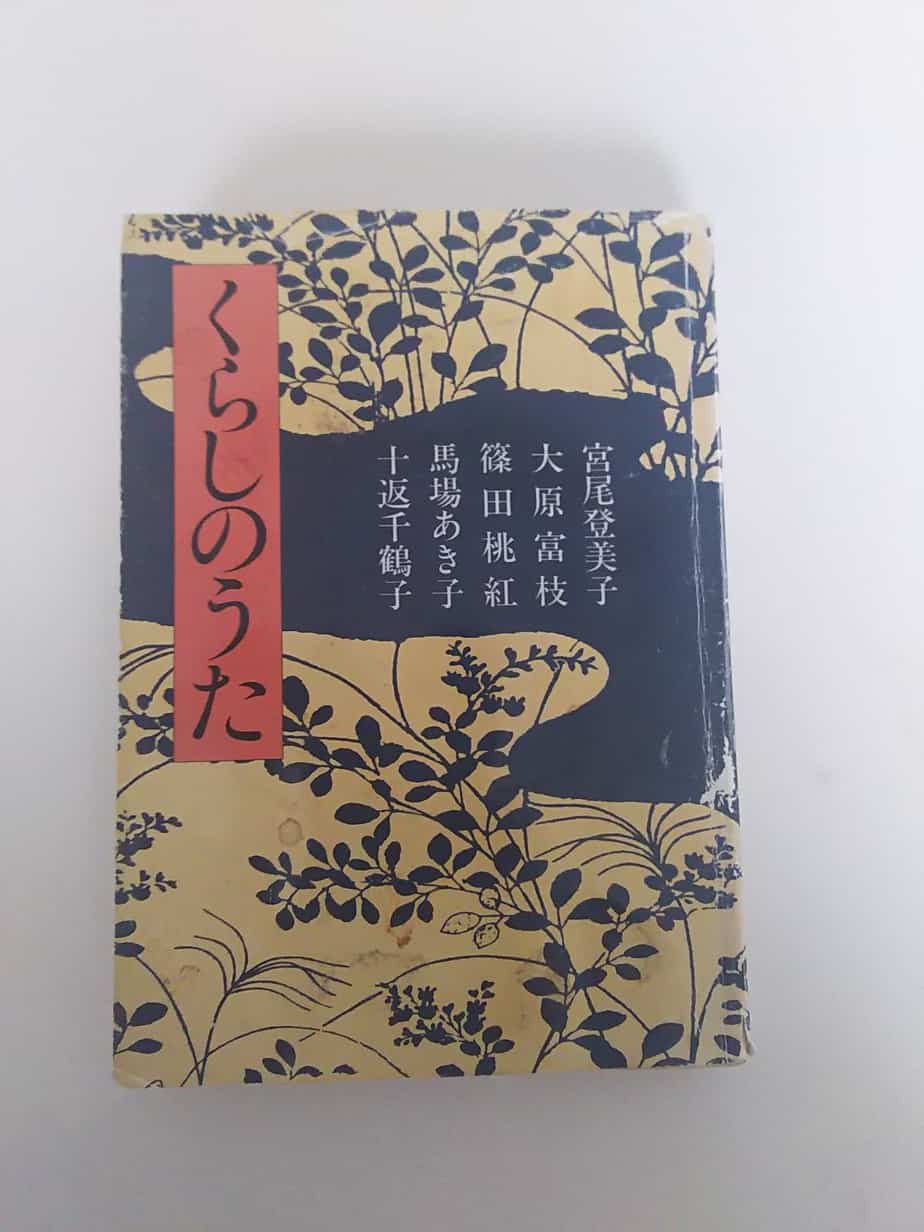 くらしのうた
宮尾登美子
大原富枝
篠田桃紅
馬場あき子
十返千鶴子